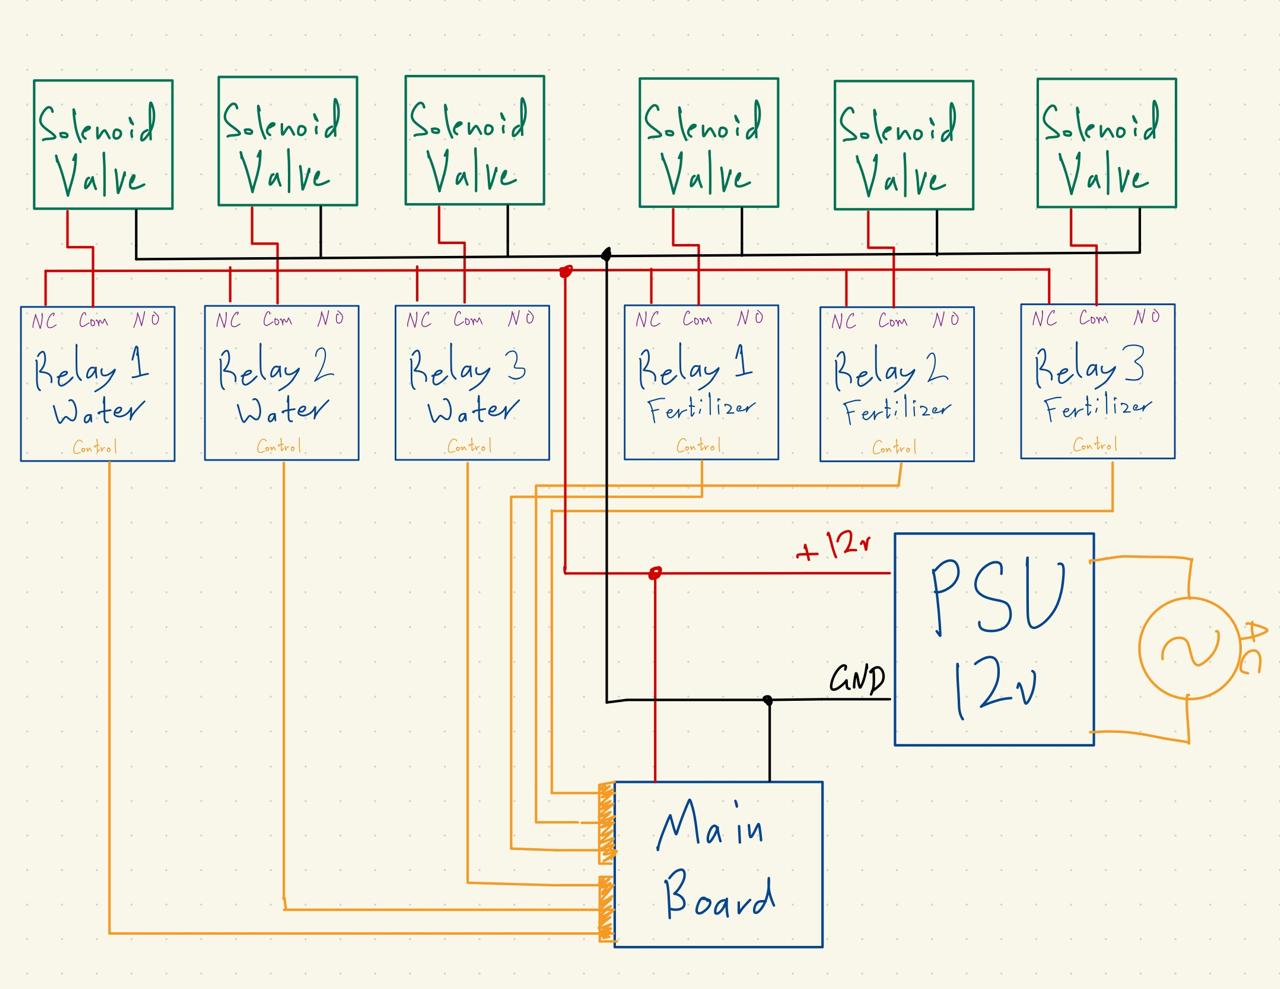 Solenoid
Valve
Solenoid
Valve
Solenoid
Valve
Solenoid
Valve
Solenoid
Valve
Solenoid
Valve
NC Com NO
Relay 1
Water
Control
NC Com NO
Relay 2
Water
Control
NC Com NO
Relay 3
Water
Control
NC Com NO
Relay 1
Fertilizer
Control
NC Com NO
Relay 2
Fertilizer
Control
NC Com NO
Relay 3
Fertilizer
Control
+12v
GND
PSU
12v
AC
Main
Board